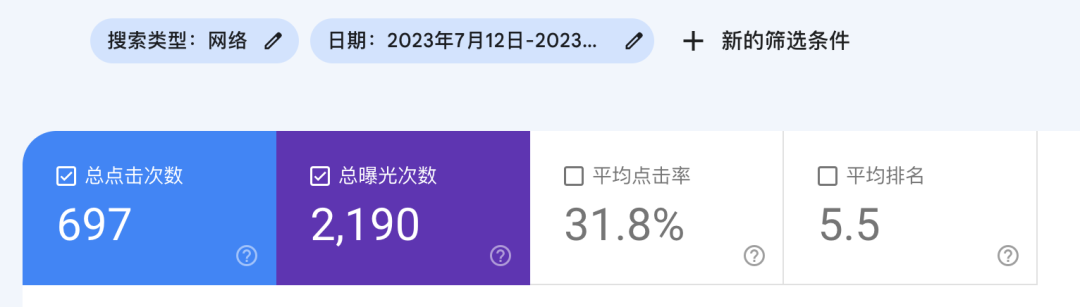 搜索类型：网络
日期：2023年7月12日-2023...
+ 新的筛选条件
总点击次数
697
总曝光次数
2,190
平均点击率
31.8%
平均排名
5.5